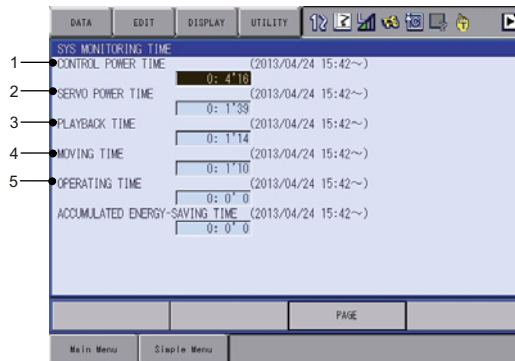 DATA EDIT DISPLAY UTILITY
SYS MONITORING TIME
1 CONTROL POWER TIME (2013/04/24 15:42～)
0: 4'16
2 SERVO POWER TIME (2013/04/24 15:42～)
0: 1'39
3 PLAYBACK TIME (2013/04/24 15:42～)
0: 1'14
4 MOVING TIME (2013/04/24 15:42～)
0: 1'10
5 OPERATING TIME (2013/04/24 15:42～)
0: 0' 0
ACCUMULATED ENERGY-SAVING TIME (2013/04/24 15:42～)
0: 0' 0
PAGE
Main Menu Simple Menu